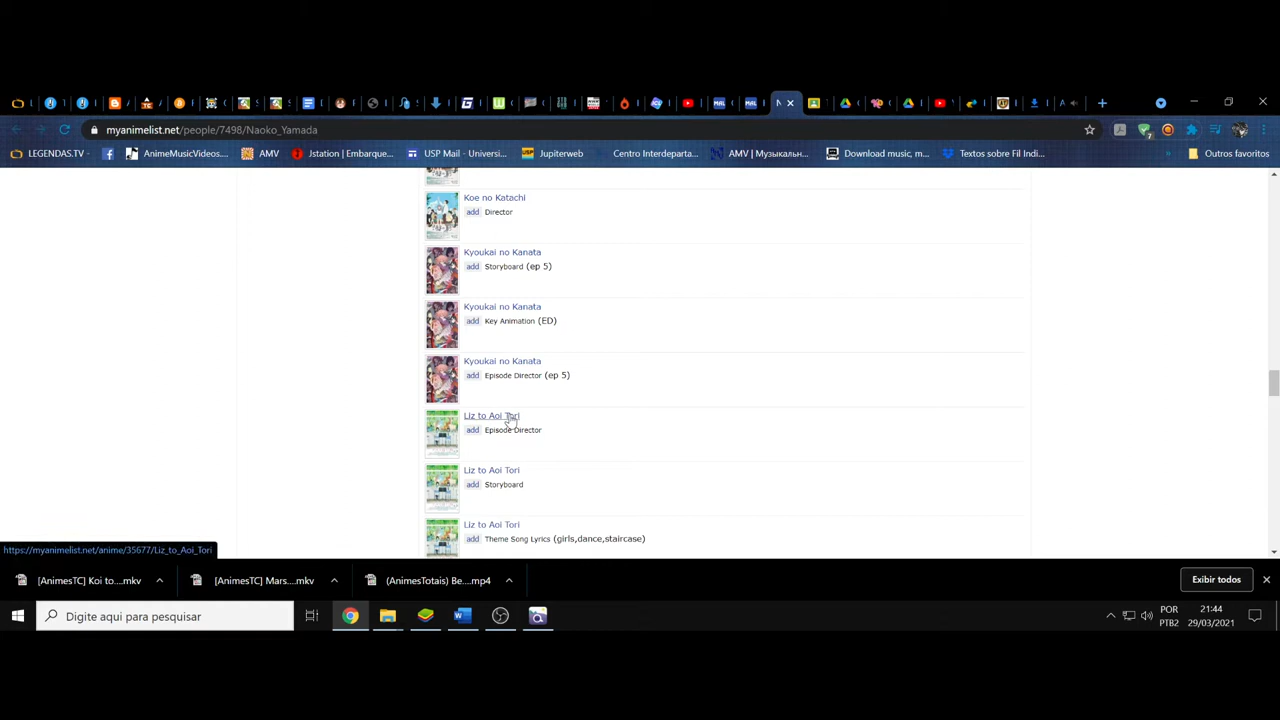 myanimelist.net/people/7498/Naoko_Yamada
LEGENDAS.TV
AnimeMusicVideos...
AMV
Jstation | Embarque...
USP Mail - Universi...
Jupiterweb
Centro Interdeparta...
AMV | Музыкальн...
Download music, m...
Textos sobre Fil Indi...
Outros favoritos
Koe no Katachi
add Director
Kyoukai no Kanata
add Storyboard (ep 5)
Kyoukai no Kanata
add Key Animation (ED)
Kyoukai no Kanata
add Episode Director (ep 5)
Liz to Aoi Tori
add Episode Director
Liz to Aoi Tori
add Storyboard
Liz to Aoi Tori
add Theme Song Lyrics (girls,dance,staircase)
https://myanimelist.net/anime/35677/Liz_to_Aoi_Tori
[AnimesTC] Koi to....mkv
[AnimesTC] Mars....mkv
(AnimesTotais) Be....mp4
Exibir todos
Digite aqui para pesquisar
POR
PTB2
21:44
29/03/2021